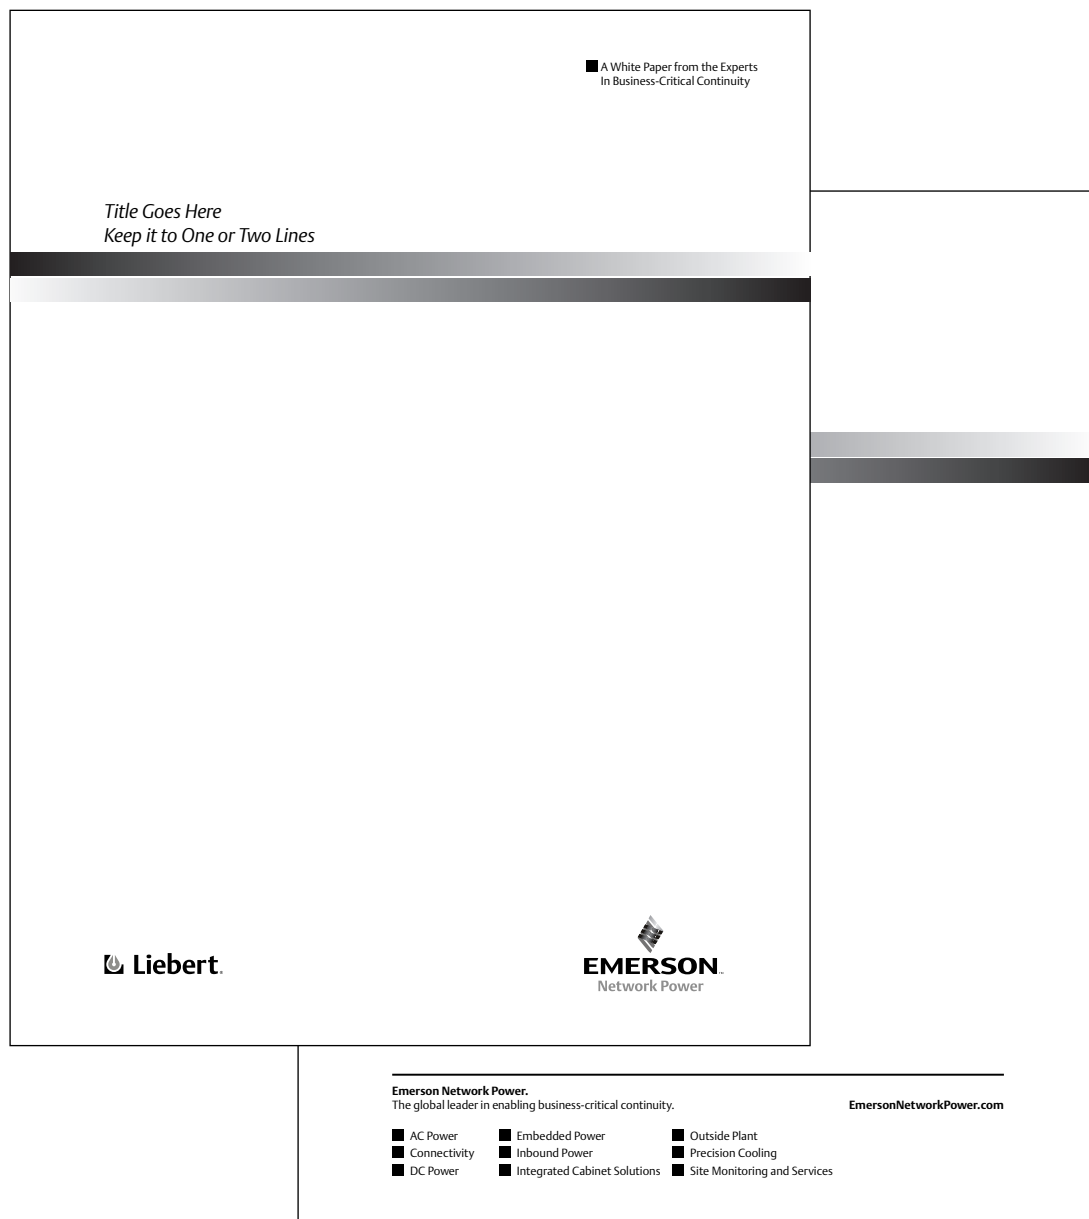 A White Paper from the Experts
In Business-Critical Continuity
Title Goes Here
Keep it to One or Two Lines
Liebert.
EMERSON
Network Power
Emerson Network Power.
The global leader in enabling business-critical continuity.
EmersonNetworkPower.com
AC Power
Embedded Power
Outside Plant
Connectivity
Inbound Power
Precision Cooling
DC Power
Integrated Cabinet Solutions
Site Monitoring and Services